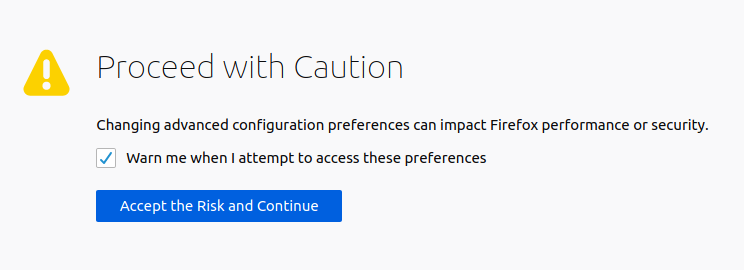 Proceed with Caution
Changing advanced configuration preferences can impact Firefox performance or security.
Warn me when I attempt to access these preferences
Accept the Risk and Continue